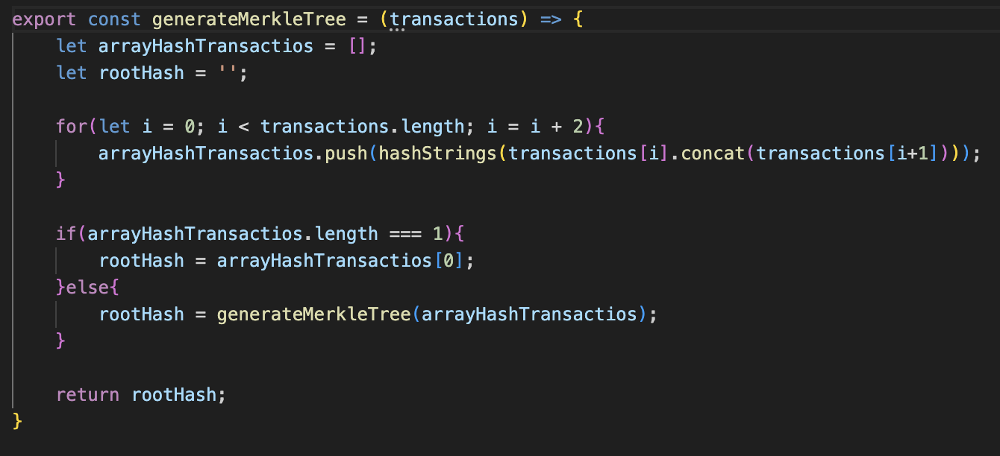 export const generateMerkleTree = (transactions) => {
    let arrayHashTransactios = [];
    let rootHash = '';

    for(let i = 0; i < transactions.length; i = i + 2){
        arrayHashTransactios.push(hashStrings(transactions[i].concat(transactions[i+1])));
    }

    if(arrayHashTransactios.length === 1){
        rootHash = arrayHashTransactios[0];
    }else{
        rootHash = generateMerkleTree(arrayHashTransactios);
    }

    return rootHash;
}